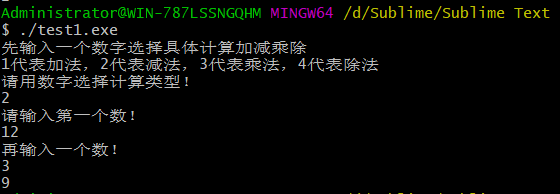 Administrator@WIN-787LSSNGQHM MINGW64 /d/Sublime/Sublime Text
$ ./test1.exe
先输入一个数字选择具体计算加减乘除
1代表加法，2代表减法，3代表乘法，4代表除法
请用数字选择计算类型！
2
请输入第一个数！
12
再输入一个数！
3
9